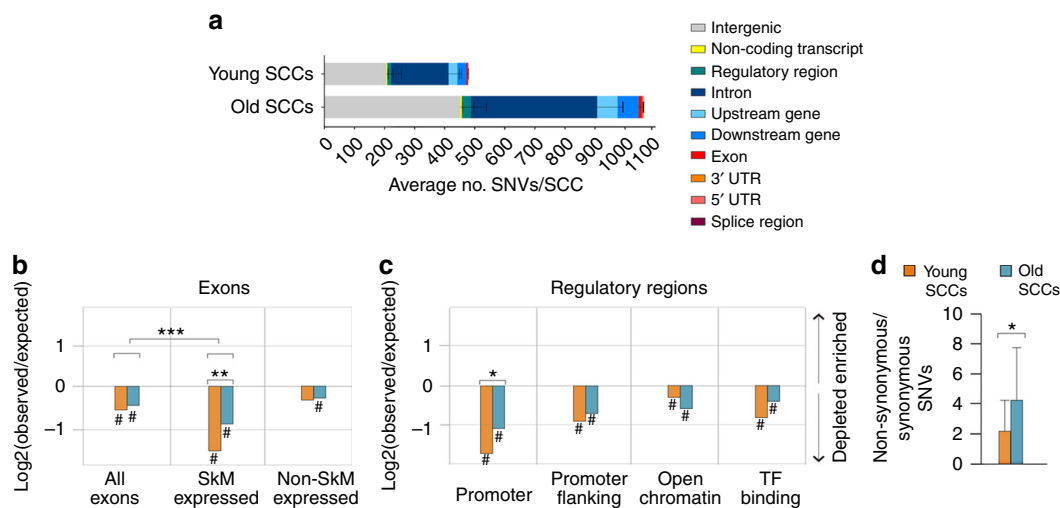 a
Young SCCs
Old SCCs
0 100 200 300 400 500 600 700 800 900 1000 1100
Average no. SNVs/SCC
Intergenic
Non-coding transcript
Regulatory region
Intron
Upstream gene
Downstream gene
Exon
3′ UTR
5′ UTR
Splice region
b
Exons
Log2(observed/expected)
1
0
−1
***
**
# # # # #
All exons
SkM expressed
Non-SkM expressed
c
Regulatory regions
Log2(observed/expected)
1
0
−1
*
# # # # # # # #
Promoter
Promoter flanking
Open chromatin
TF binding
Depleted enriched
d
Young SCCs
Old SCCs
Non-synonymous/
synonymous
SNVs
10
8
6
4
2
0
*